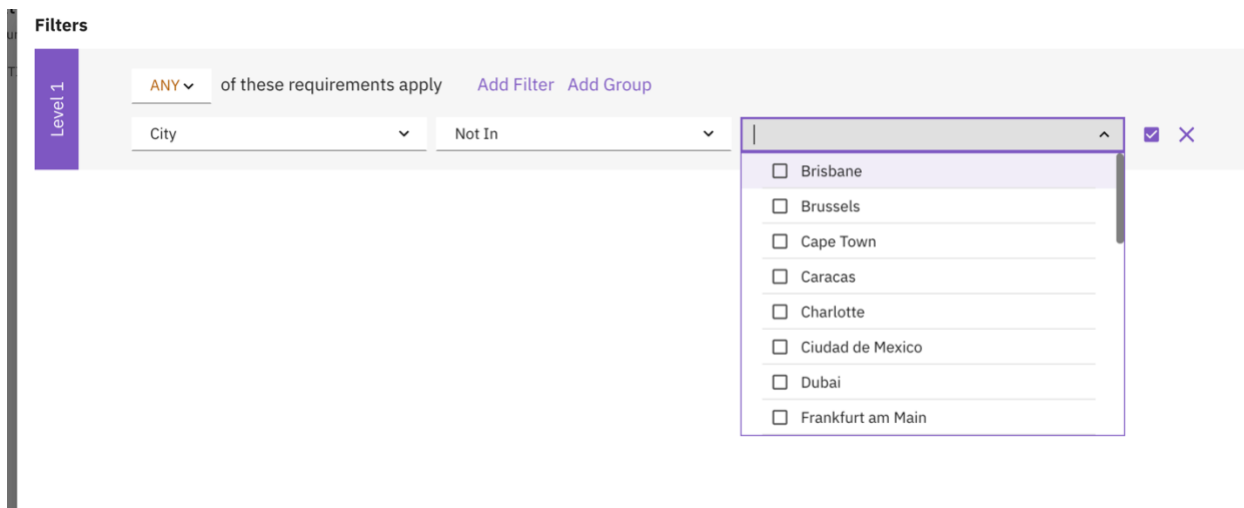 Filters
Level 1
ANY of these requirements apply Add Filter Add Group
City Not In
Brisbane
Brussels
Cape Town
Caracas
Charlotte
Ciudad de Mexico
Dubai
Frankfurt am Main